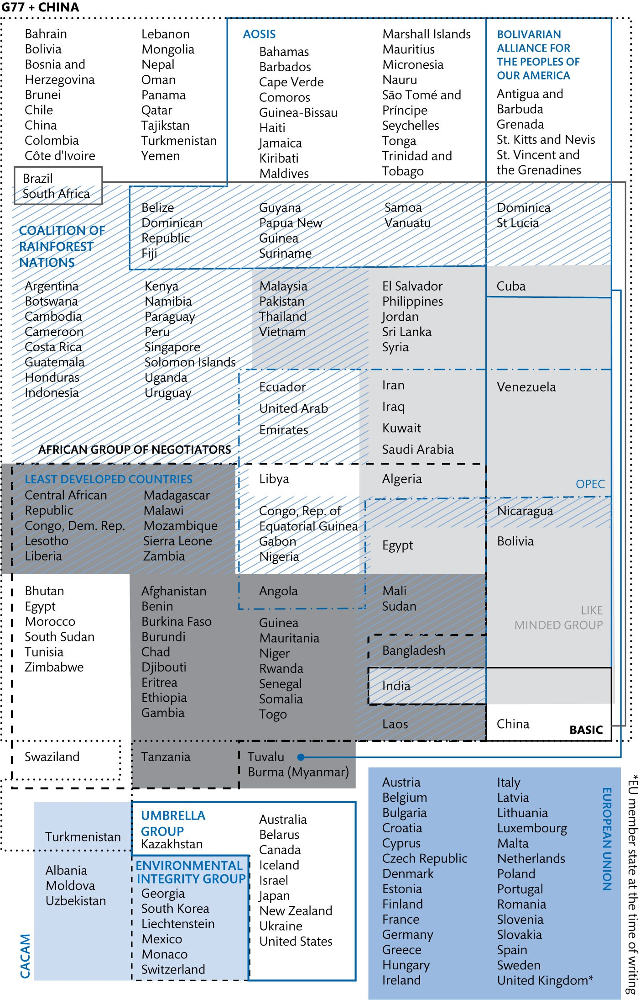 G77 + CHINA
Bahrain
Bolivia
Bosnia and
Herzegovina
Brunei
Chile
China
Colombia
Côte d'Ivoire
Lebanon
Mongolia
Nepal
Oman
Panama
Qatar
Tajikstan
Turkmenistan
Yemen
AOSIS
Bahamas
Barbados
Cape Verde
Comoros
Guinea-Bissau
Haiti
Jamaica
Kiribati
Maldives
Marshall Islands
Mauritius
Micronesia
Nauru
São Tomé and
Príncipe
Seychelles
Tonga
Trinidad and
Tobago
BOLIVARIAN
ALLIANCE FOR
THE PEOPLES OF
OUR AMERICA
Antigua and
Barbuda
Grenada
St. Kitts and Nevis
St. Vincent and
the Grenadines
Brazil
South Africa
COALITION OF
RAINFOREST
NATIONS
Belize
Dominican
Republic
Fiji
Guyana
Papua New
Guinea
Suriname
Samoa
Vanuatu
Dominica
St Lucia
Argentina
Botswana
Cambodia
Cameroon
Costa Rica
Guatemala
Honduras
Indonesia
Kenya
Namibia
Paraguay
Peru
Singapore
Solomon Islands
Uganda
Uruguay
Malaysia
Pakistan
Thailand
Vietnam
El Salvador
Philippines
Jordan
Sri Lanka
Syria
Cuba
Ecuador
United Arab
Emirates
Iran
Iraq
Kuwait
Saudi Arabia
Venezuela
AFRICAN GROUP OF NEGOTIATORS
LEAST DEVELOPED COUNTRIES
Central African
Republic
Congo, Dem. Rep.
Lesotho
Liberia
Madagascar
Malawi
Mozambique
Sierra Leone
Zambia
Libya
Algeria
OPEC
Congo, Rep. of
Equatorial Guinea
Gabon
Nigeria
Egypt
Nicaragua
Bolivia
Bhutan
Egypt
Morocco
South Sudan
Tunisia
Zimbabwe
Afghanistan
Benin
Burkina Faso
Burundi
Chad
Djibouti
Eritrea
Ethiopia
Gambia
Angola
Guinea
Mauritania
Niger
Rwanda
Senegal
Somalia
Togo
Mali
Sudan
Bangladesh
India
Laos
LIKE
MINDED GROUP
China
BASIC
Swaziland
Tanzania
Tuvalu
Burma (Myanmar)
Turkmenistan
Albania
Moldova
Uzbekistan
CACAM
UMBRELLA
GROUP
Kazakhstan
ENVIRONMENTAL
INTEGRITY GROUP
Georgia
South Korea
Liechtenstein
Mexico
Monaco
Switzerland
Australia
Belarus
Canada
Iceland
Israel
Japan
New Zealand
Ukraine
United States
Austria
Belgium
Bulgaria
Croatia
Cyprus
Czech Republic
Denmark
Estonia
Finland
France
Germany
Greece
Hungary
Ireland
Italy
Latvia
Lithuania
Luxembourg
Malta
Netherlands
Poland
Portugal
Romania
Slovenia
Slovakia
Spain
Sweden
United Kingdom*
EUROPEAN UNION
*EU member state at the time of writing